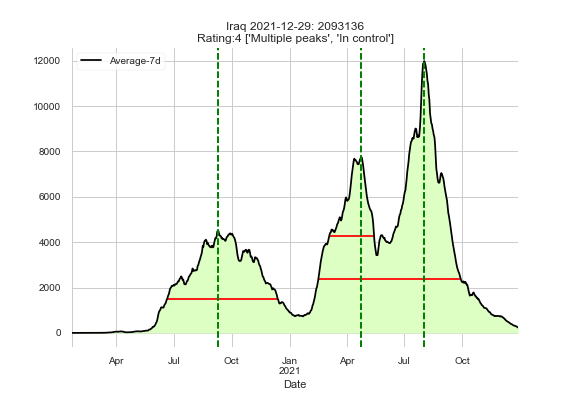 Iraq 2021-12-29: 2093136
Rating:4 ['Multiple peaks', 'In control']
Average-7d
12000
10000
8000
6000
4000
2000
0
Apr Jul Oct Jan Apr Jul Oct
2021
Date